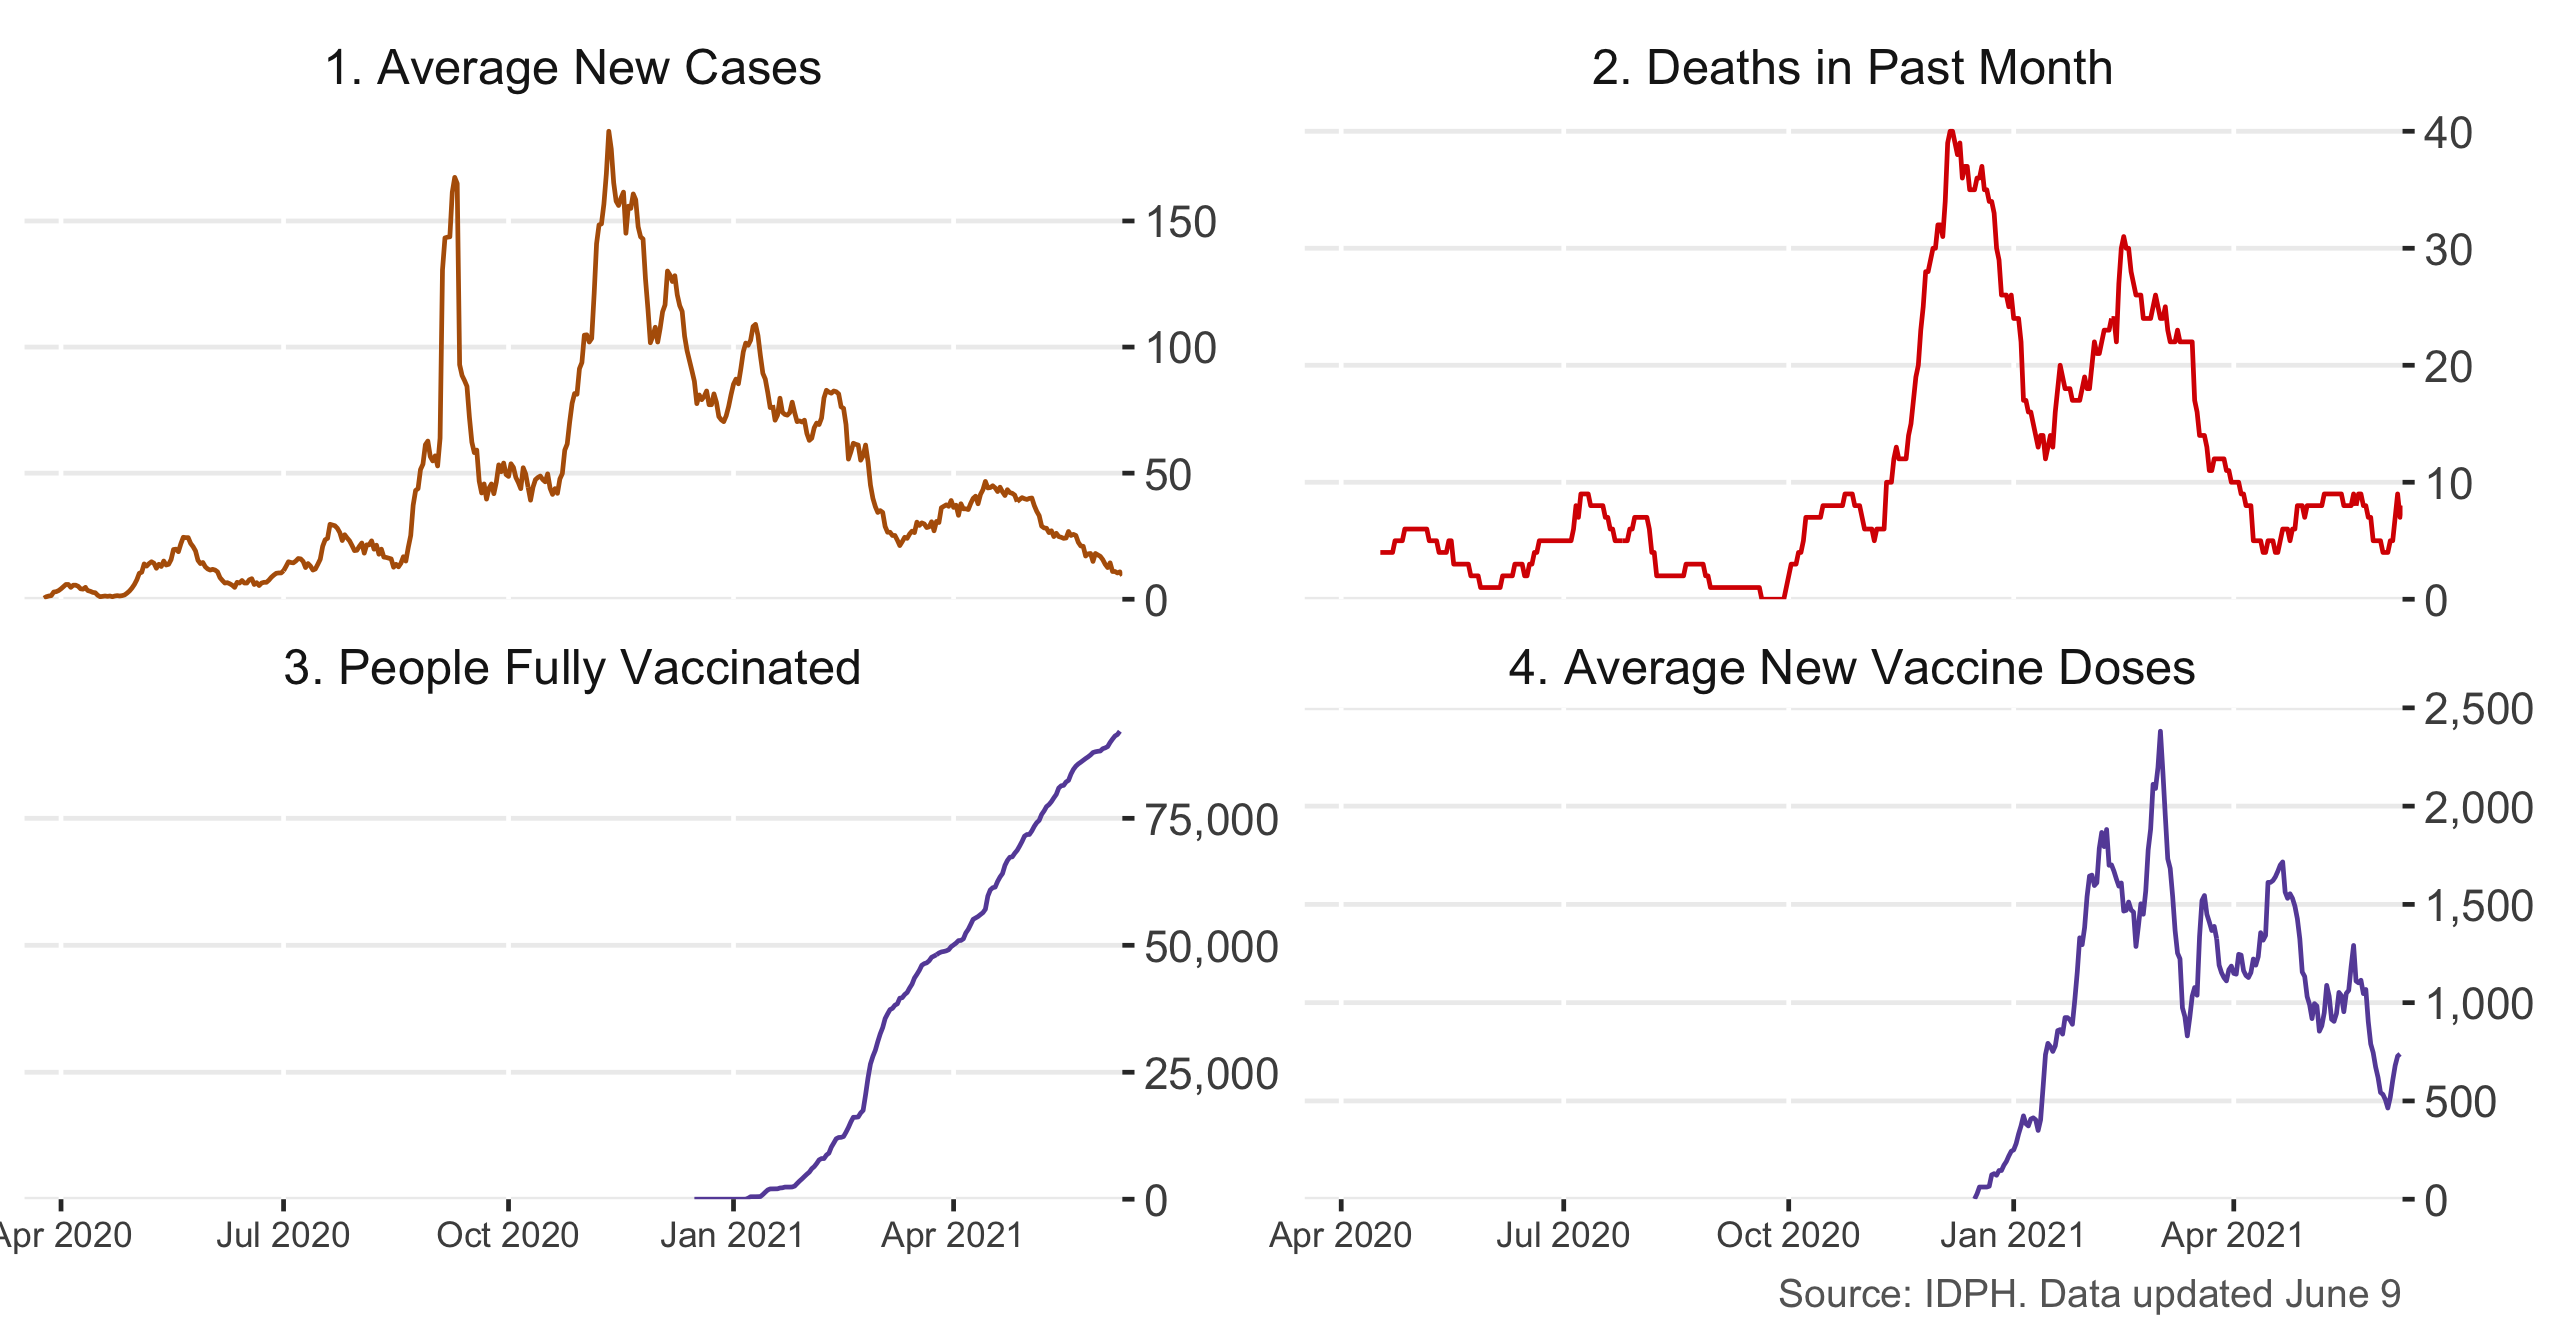 1. Average New Cases
150
100
50
0
2. Deaths in Past Month
40
30
20
10
0
3. People Fully Vaccinated
75,000
50,000
25,000
0
Apr 2020 Jul 2020 Oct 2020 Jan 2021 Apr 2021
4. Average New Vaccine Doses
2,500
2,000
1,500
1,000
500
0
Apr 2020 Jul 2020 Oct 2020 Jan 2021 Apr 2021
Source: IDPH. Data updated June 9